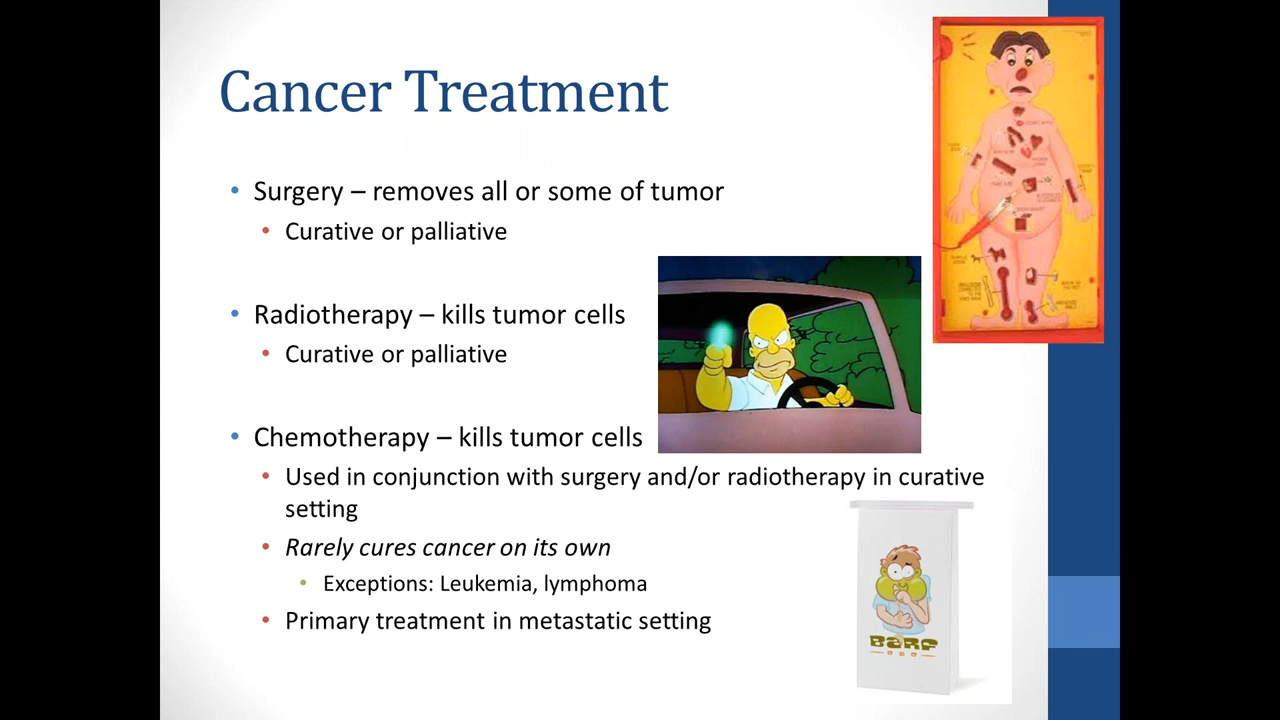 Cancer Treatment
• Surgery – removes all or some of tumor
• Curative or palliative
• Radiotherapy – kills tumor cells
• Curative or palliative
• Chemotherapy – kills tumor cells
• Used in conjunction with surgery and/or radiotherapy in curative
setting
• Rarely cures cancer on its own
• Exceptions: Leukemia, lymphoma
• Primary treatment in metastatic setting
BARF